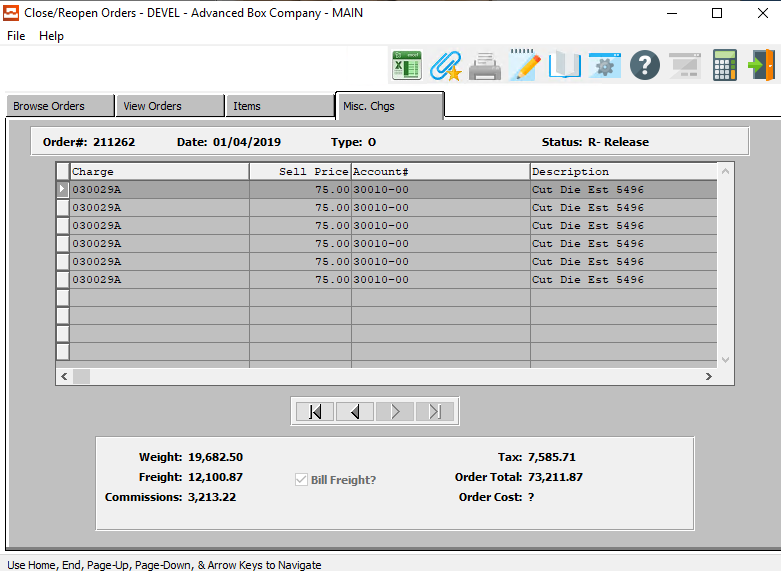 Close/Reopen Orders - DEVEL - Advanced Box Company - MAIN
File Help
Browse Orders View Orders Items Misc. Chgs
Order#: 211262 Date: 01/04/2019 Type: O Status: R- Release
Charge Sell Price Account# Description
030029A 75.00 30010-00 Cut Die Est 5496
030029A 75.00 30010-00 Cut Die Est 5496
030029A 75.00 30010-00 Cut Die Est 5496
030029A 75.00 30010-00 Cut Die Est 5496
030029A 75.00 30010-00 Cut Die Est 5496
030029A 75.00 30010-00 Cut Die Est 5496
Weight: 19,682.50 Tax: 7,585.71
Freight: 12,100.87 Bill Freight? Order Total: 73,211.87
Commissions: 3,213.22 Order Cost: ?
Use Home, End, Page-Up, Page-Down, & Arrow Keys to Navigate